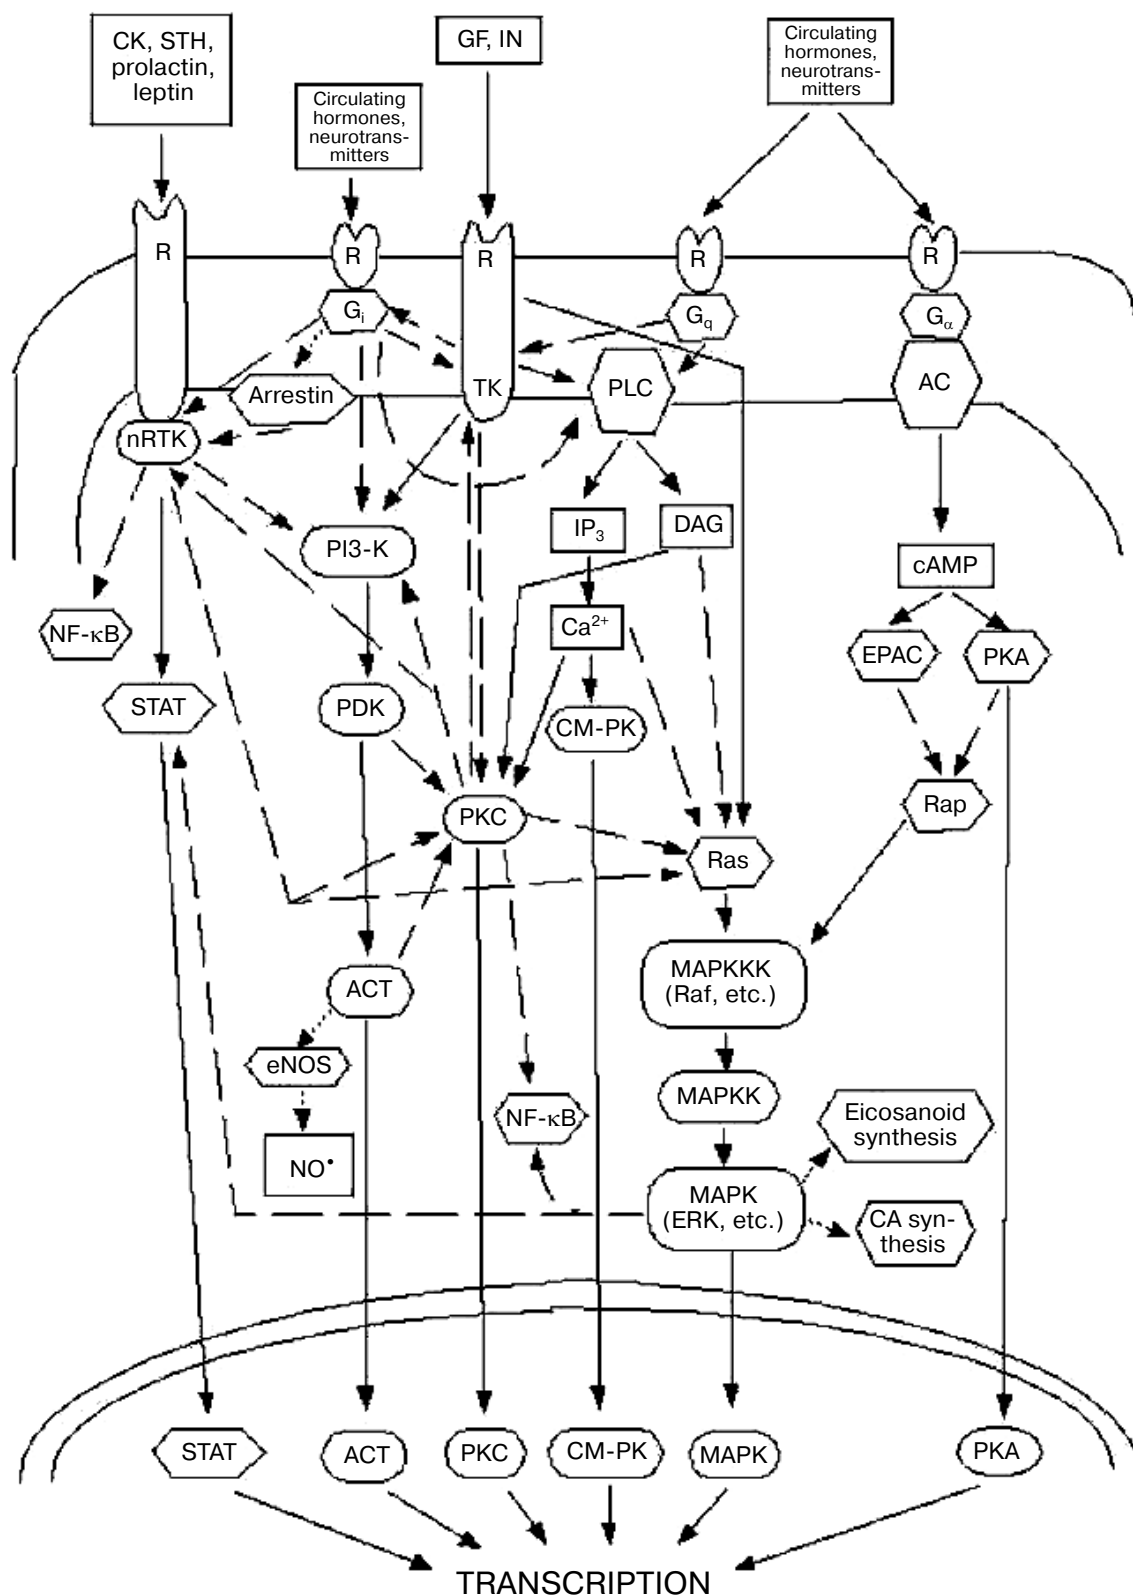 CK, STH,
prolactin,
leptin
GF, IN
Circulating
hormones,
neurotrans-
mitters
Circulating
hormones,
neurotrans-
mitters
R
R
R
R
R
Gi
Gq
Gα
Arrestin
TK
PLC
AC
nRTK
PI3-K
IP3
DAG
cAMP
NF-κB
Ca2+
EPAC
PKA
STAT
PDK
CM-PK
PKC
Rap
Ras
ACT
MAPKKK
(Raf, etc.)
eNOS
MAPKK
NF-κB
Eicosanoid
synthesis
NO•
MAPK
(ERK, etc.)
CA syn-
thesis
STAT
ACT
PKC
CM-PK
MAPK
PKA
TRANSCRIPTION